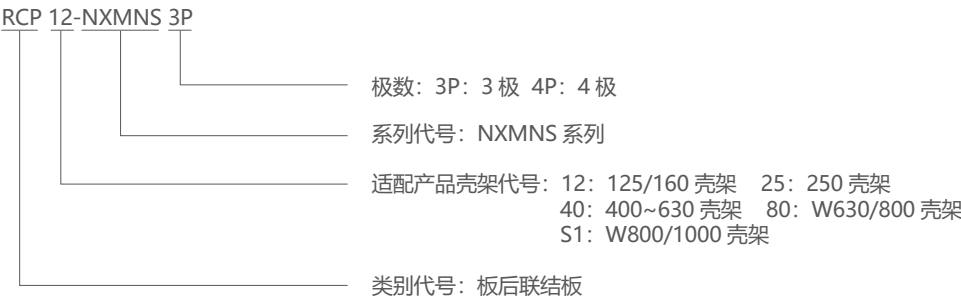 RCP 12-NXMNS 3P
极数：3P：3 极 4P：4 极
系列代号：NXMNS 系列
适配产品壳架代号：12：125/160 壳架 25：250 壳架
40：400~630 壳架 80：W630/800 壳架
S1：W800/1000 壳架
类别代号：板后联结板